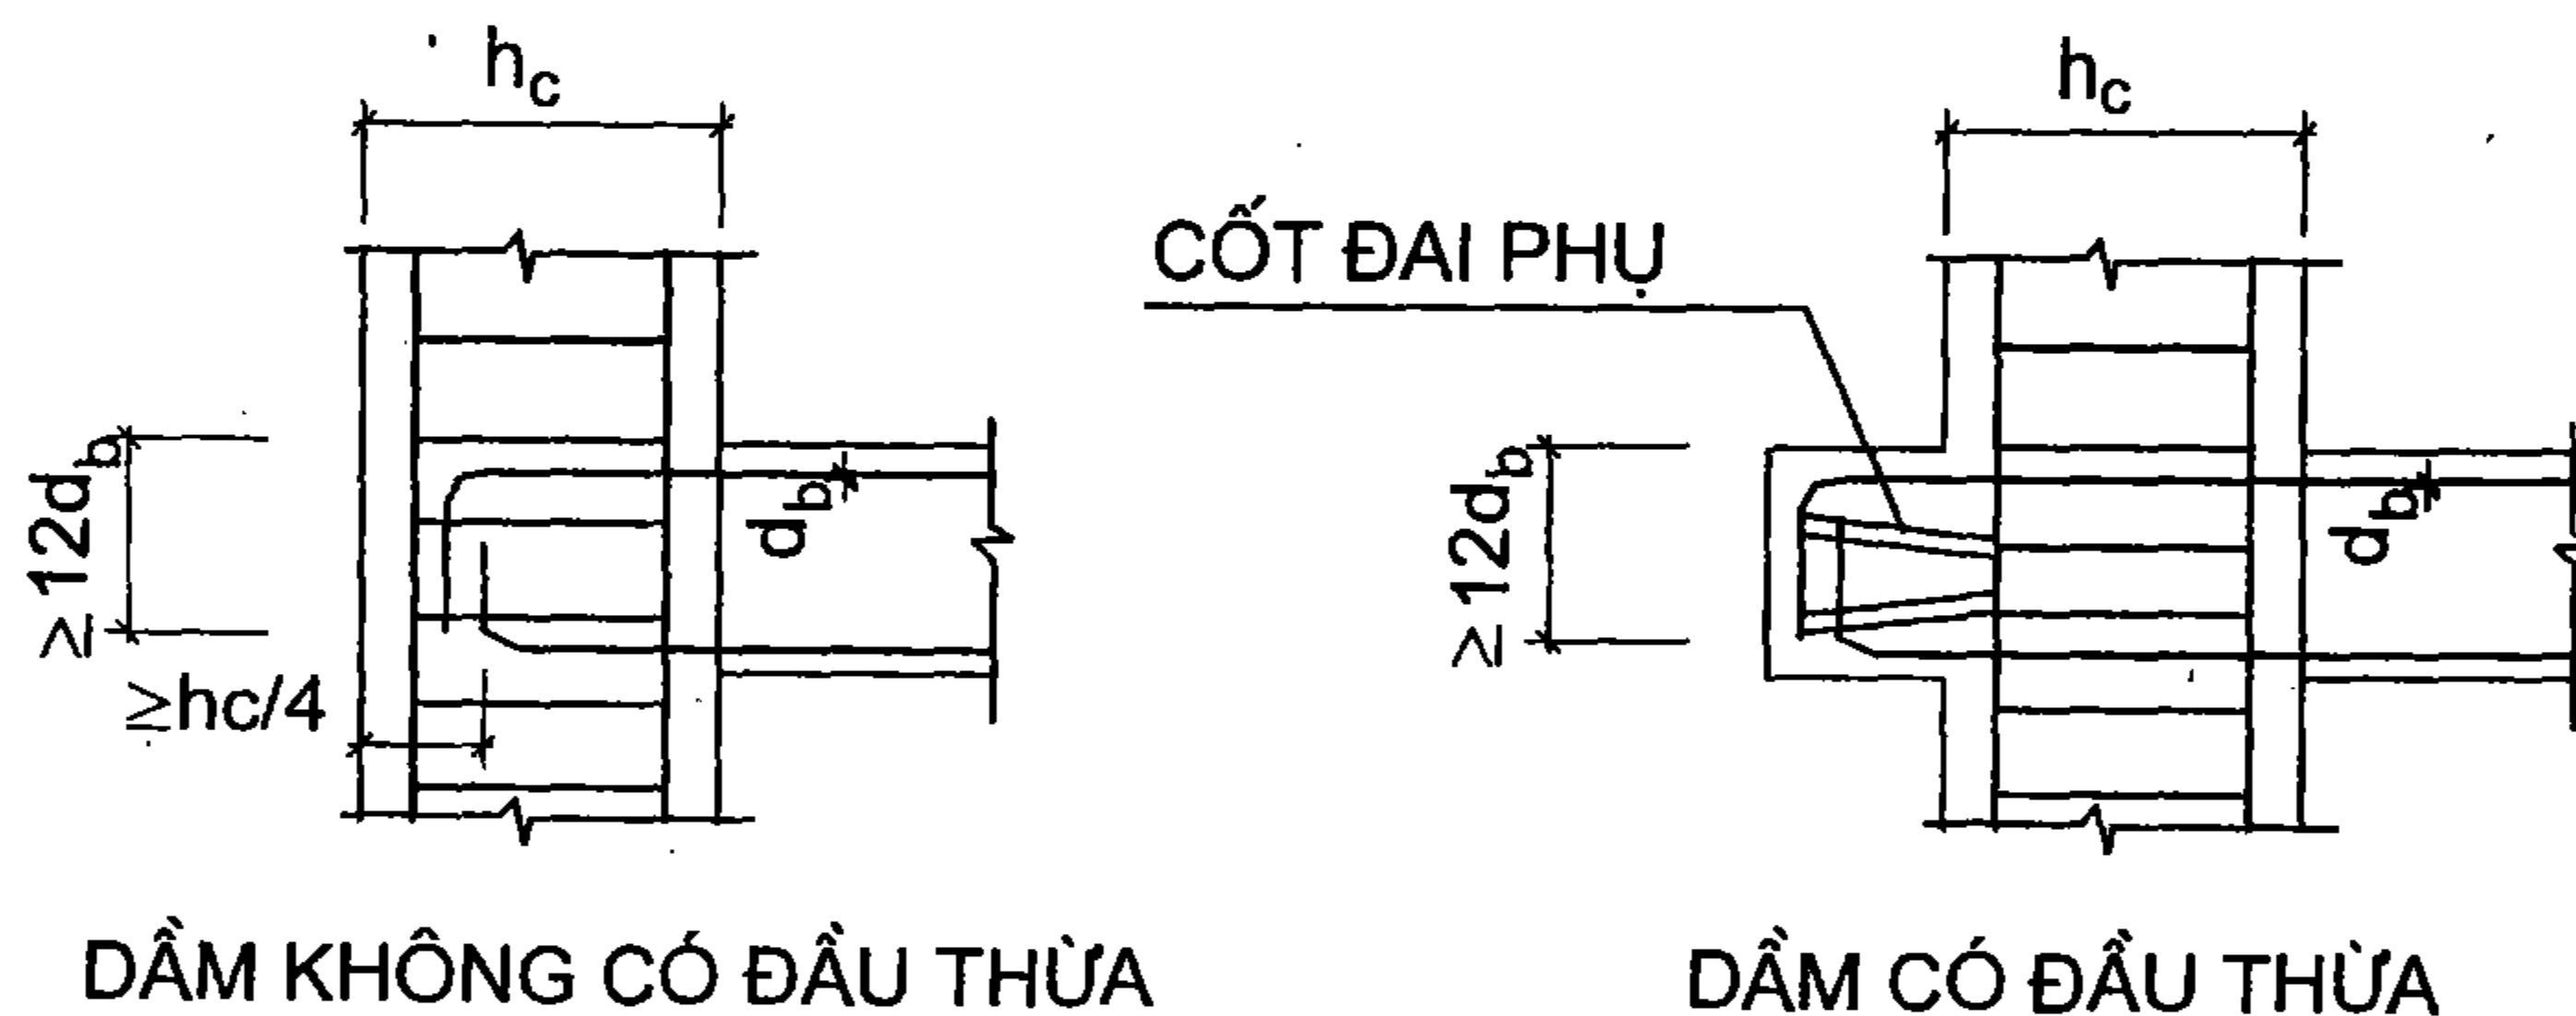 h_c
≥12d_b
d_b
≥hc/4
DẦM KHÔNG CÓ ĐẦU THỪA
h_c
CỐT ĐAI PHỤ
≥12d_b
d_b
DẦM CÓ ĐẦU THỪA